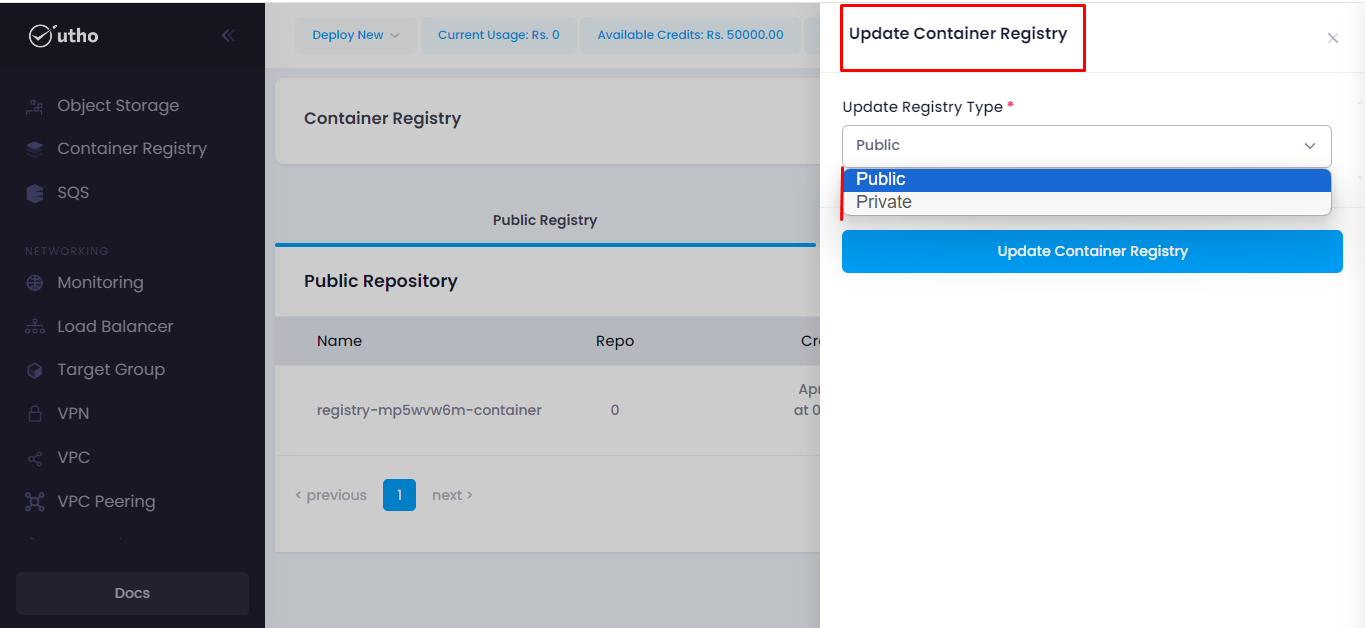 utho
Object Storage
Container Registry
SQS
NETWORKING
Monitoring
Load Balancer
Target Group
VPN
VPC
VPC Peering
Docs
Deploy New
Current Usage: Rs. 0
Available Credits: Rs. 50000.00
Container Registry
Public Registry
Public Repository
Name Repo Cr
registry-mp5wvw6m-container 0 Apr
at 0
< previous 1 next >
Update Container Registry
×
Update Registry Type *
Public
Public
Private
Update Container Registry